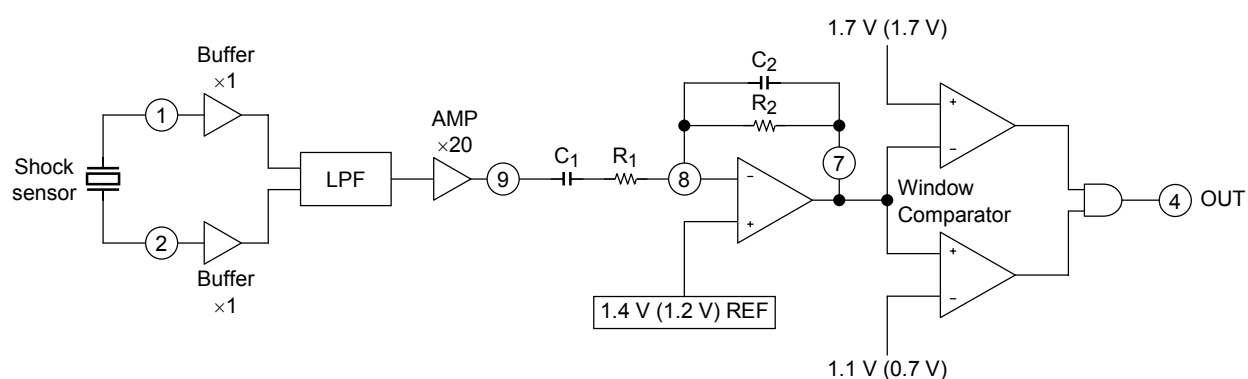 1.7 V (1.7 V)
Buffer
×1
1
C2
R2
AMP
×20
+
−
Shock
sensor
LPF
9
C1
R1
8
7
−
+
Window
Comparator
4
OUT
2
Buffer
×1
+
−
1.4 V (1.2 V) REF
1.1 V (0.7 V)